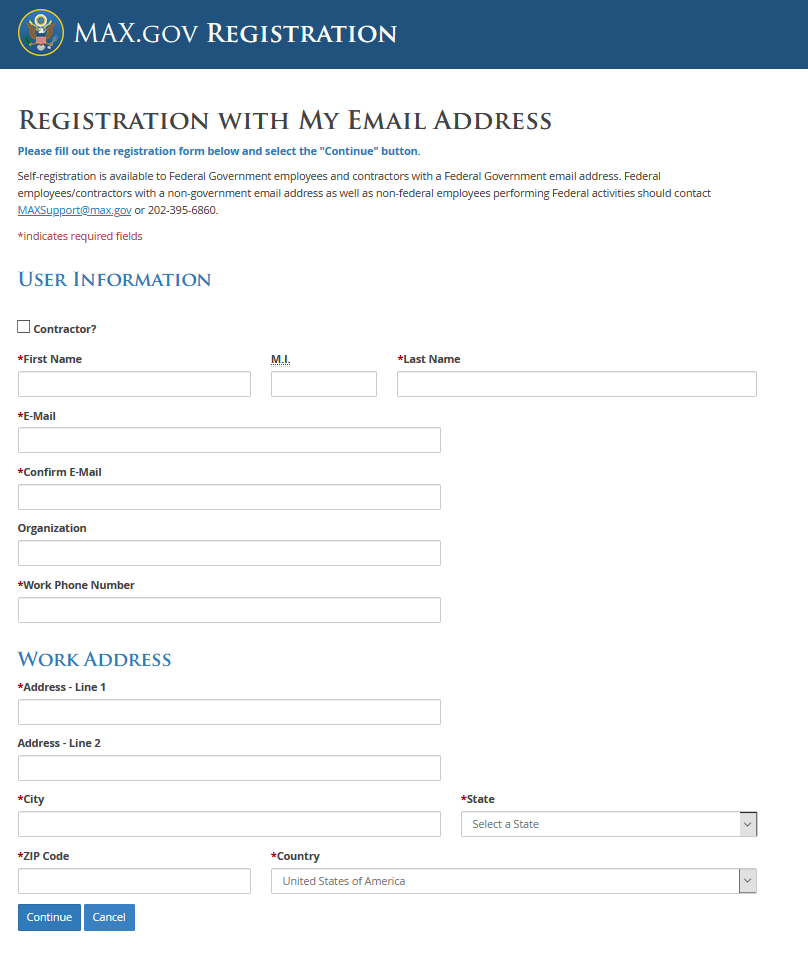 MAX.gov Registration
Registration with My Email Address
Please fill out the registration form below and select the "Continue" button.
Self-registration is available to Federal Government employees and contractors with a Federal Government email address. Federal
employees/contractors with a non-government email address as well as non-federal employees performing Federal activities should contact
MAXSupport@max.gov or 202-395-6860.
*indicates required fields
User Information
Contractor?
*First Name M.I. *Last Name
*E-Mail
*Confirm E-Mail
Organization
*Work Phone Number
Work Address
*Address - Line 1
Address - Line 2
*City *State
Select a State
*ZIP Code *Country
United States of America
Continue Cancel